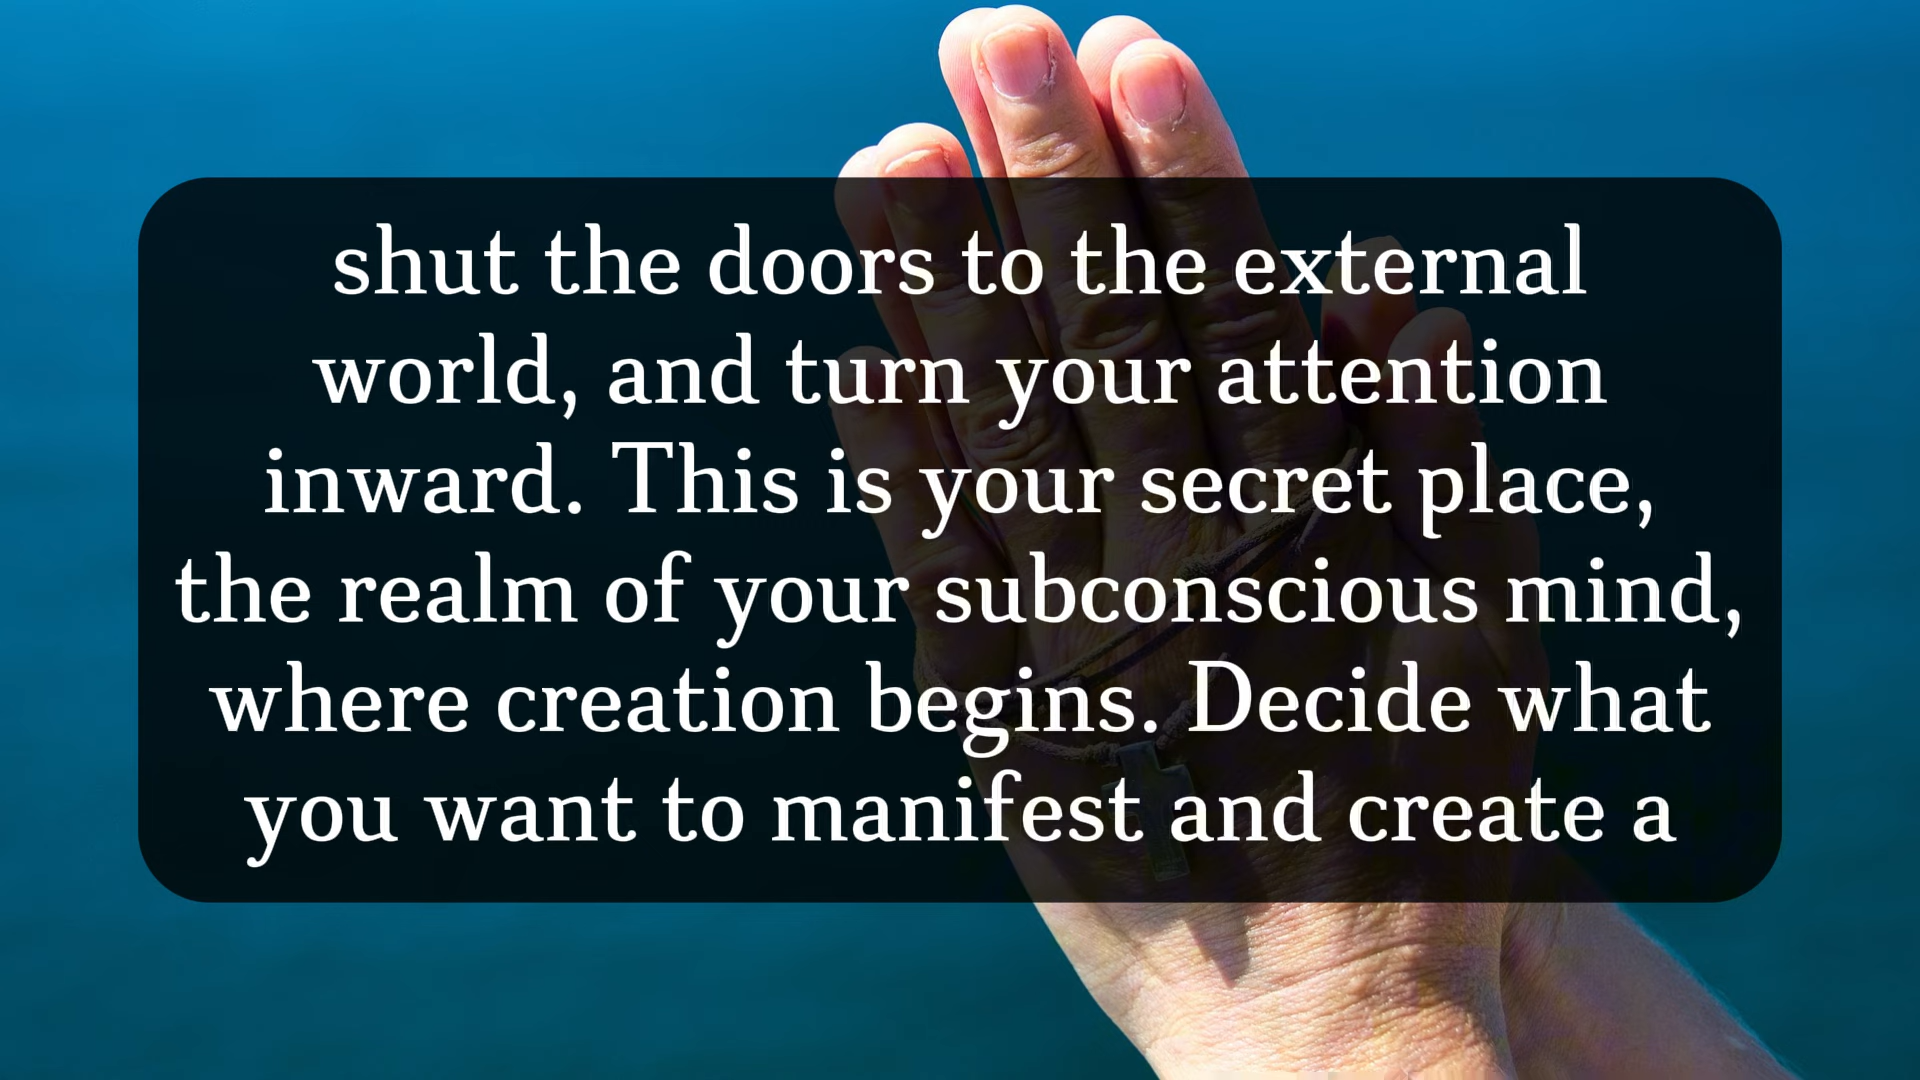 shut the doors to the external
world, and turn your attention
inward. This is your secret place,
the realm of your subconscious mind,
where creation begins. Decide what
you want to manifest and create a